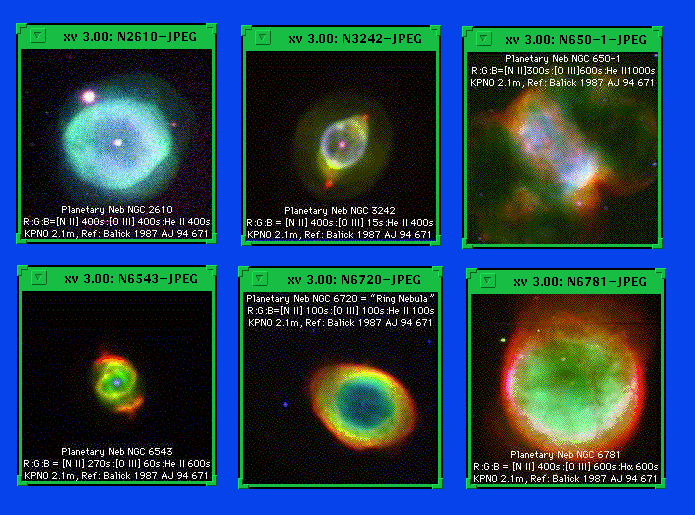 xv 3.00: N2610-JPEG
Planetary Neb NGC 2610
R:G:B=[N II] 400s:[O III] 400s:He II 400s
KPNO 2.1m, Ref: Balick 1987 AJ 94 671
xv 3.00: N3242-JPEG
Planetary Neb NGC 3242
R:G:B = [N II] 400s:[O III] 15s:He II 400s
KPNO 2.1m, Ref: Balick 1987 AJ 94 671
xv 3.00: N650-1-JPEG
Planetary Neb NGC 650-1
R:G:B=[N II]300s:[O III]600s:He II1000s
KPNO 2.1m, Ref: Balick 1987 AJ 94 671
xv 3.00: N6543-JPEG
Planetary Neb NGC 6543
R:G:B = [N II] 270s:[O III] 60s:He II 600s
KPNO 2.1m, Ref: Balick 1987 AJ 94 671
xv 3.00: N6720-JPEG
Planetary Neb NGC 6720 = "Ring Nebula"
R:G:B=[N II] 100s:[O III] 100s:He II 100s
KPNO 2.1m, Ref: Balick 1987 AJ 94 671
xv 3.00: N6781-JPEG
Planetary Neb NGC 6781
R:G:B = [N II] 400s:[O III] 600s:Hα 600s
KPNO 2.1m, Ref: Balick 1987 AJ 94 671